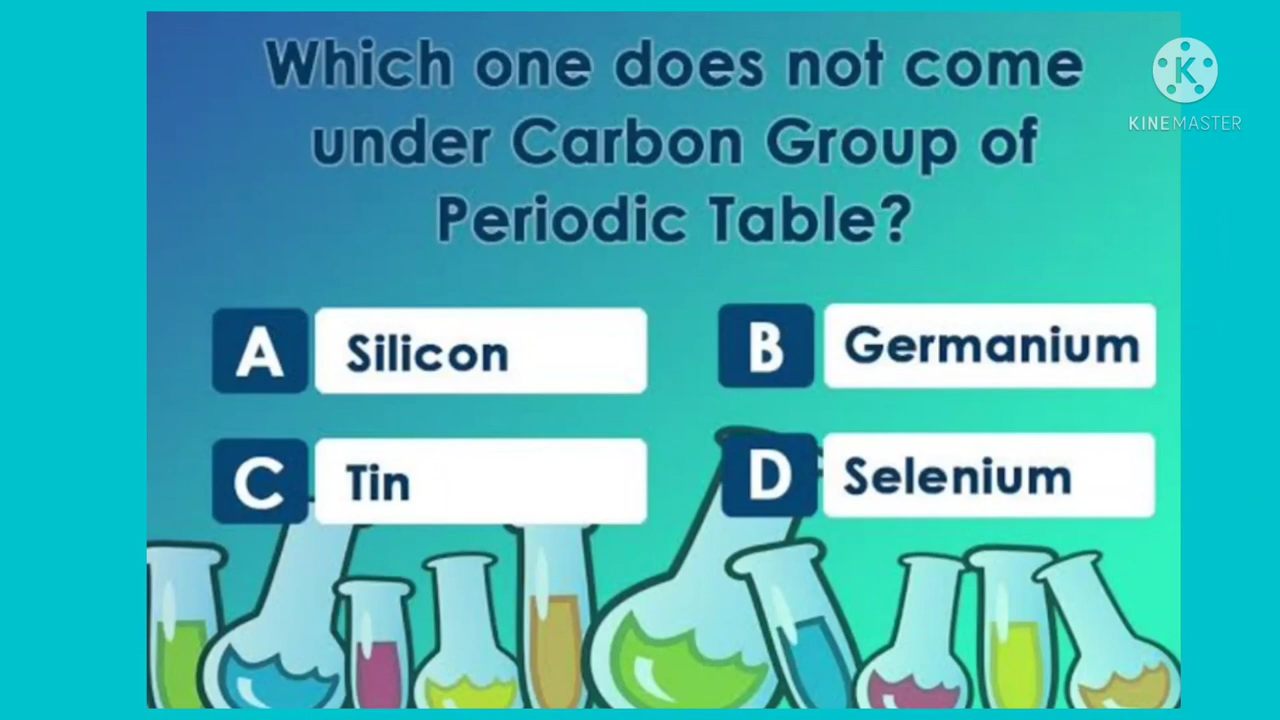 Which one does not come
under Carbon Group of
Periodic Table?
KINEMASTER
A Silicon
B Germanium
C Tin
D Selenium